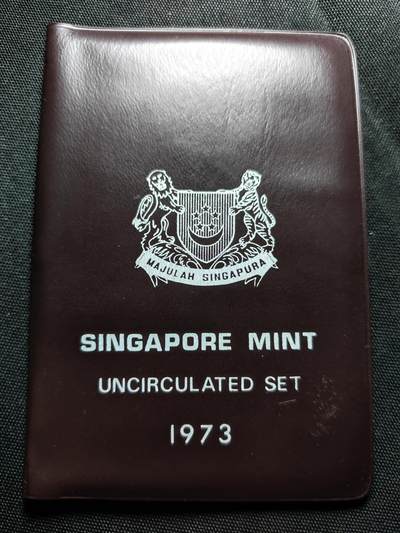 MAJULAH SINGAPURA
SINGAPORE MINT
UNCIRCULATED SET
1973